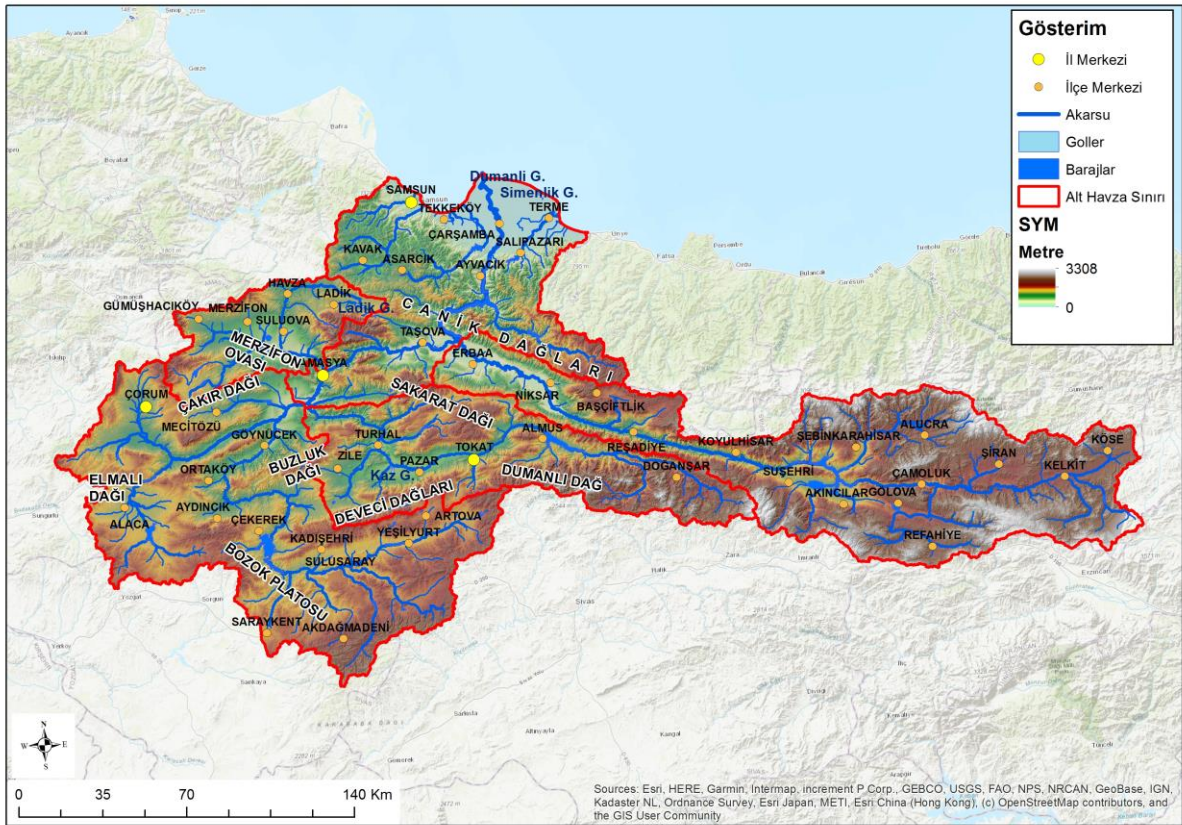 Gösterim
İl Merkezi
İlçe Merkezi
Akarsu
Goller
Barajlar
Alt Havza Sınırı
SYM
Metre
3308
0
Bafra
Dumanli G.
Simenlik G.
SAMSUN
TEKKEKÖY
TERME
ÇARŞAMBA
SALIPAZARI
KAVAK
ASARCIK
AYVACIK
HAVZA
LADİK
Ladik G.
GÜMÜŞHACIKÖY
MERZİFON
SULUOVA
CANİK DAĞLARI
TAŞOVA
MERZİFON
OVASI
AMASYA
ERBAA
ÇAKIR DAĞI
SAKARAT DAĞI
NİKSAR
BAŞÇİFTLİK
ÇORUM
MECİTÖZÜ
GÖYNÜCEK
TURHAL
ALMUS
REŞADİYE
KOYULHİSAR
ŞEBİNKARAHİSAR
ALUCRA
KÖSE
ŞİRAN
KELKİT
TOKAT
ZİLE
PAZAR
BUZLUK
DAĞI
Kaz G.
ORTAKÖY
DUMANLI DAĞ
DOĞANŞAR
SUŞEHRİ
ÇAMOLUK
AKINCILAR
GÖLOVA
ELMALI
DAĞI
DEVECİ DAĞLARI
ALACA
AYDINCIK
ÇEKEREK
ARTOVA
KADIŞEHRİ
YEŞİLYURT
REFAHİYE
SULUSARAY
BOZOK PLATOSU
SARAYKENT
AKDAĞMADENİ
Zara
Sivas
Yozgat
Sorgun
Kangal
N
W E
S
0 35 70 140 Km
Sources: Esri, HERE, Garmin, Intermap, increment P Corp., GEBCO, USGS, FAO, NPS, NRCAN, GeoBase, IGN,
Kadaster NL, Ordnance Survey, Esri Japan, METI, Esri China (Hong Kong), (c) OpenStreetMap contributors, and
the GIS User Community